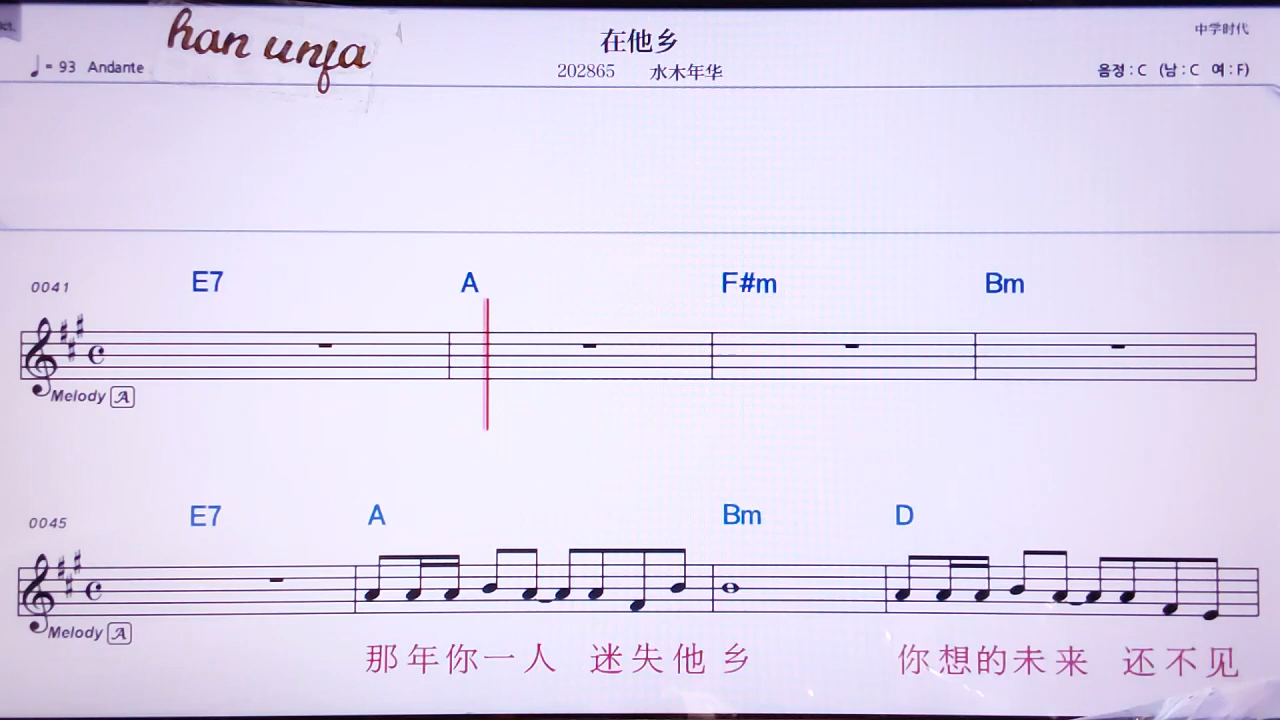 han unfa
在他乡
中学时代
♩= 93 Andante
202865 水木年华
음정 : C (남 : C 여 : F)
0041 E7 A F#m Bm
Melody A
0045 E7 A Bm D
Melody A
那年你一人 迷失他乡 你想的未来 还不见